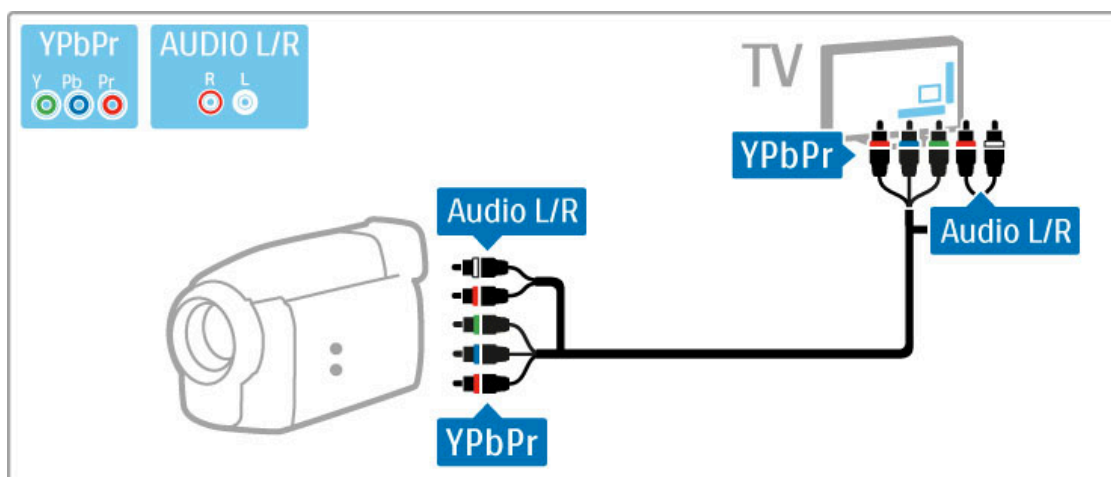 YPbPr
Y Pb Pr
AUDIO L/R
R L
TV
YPbPr
Audio L/R
Audio L/R
YPbPr